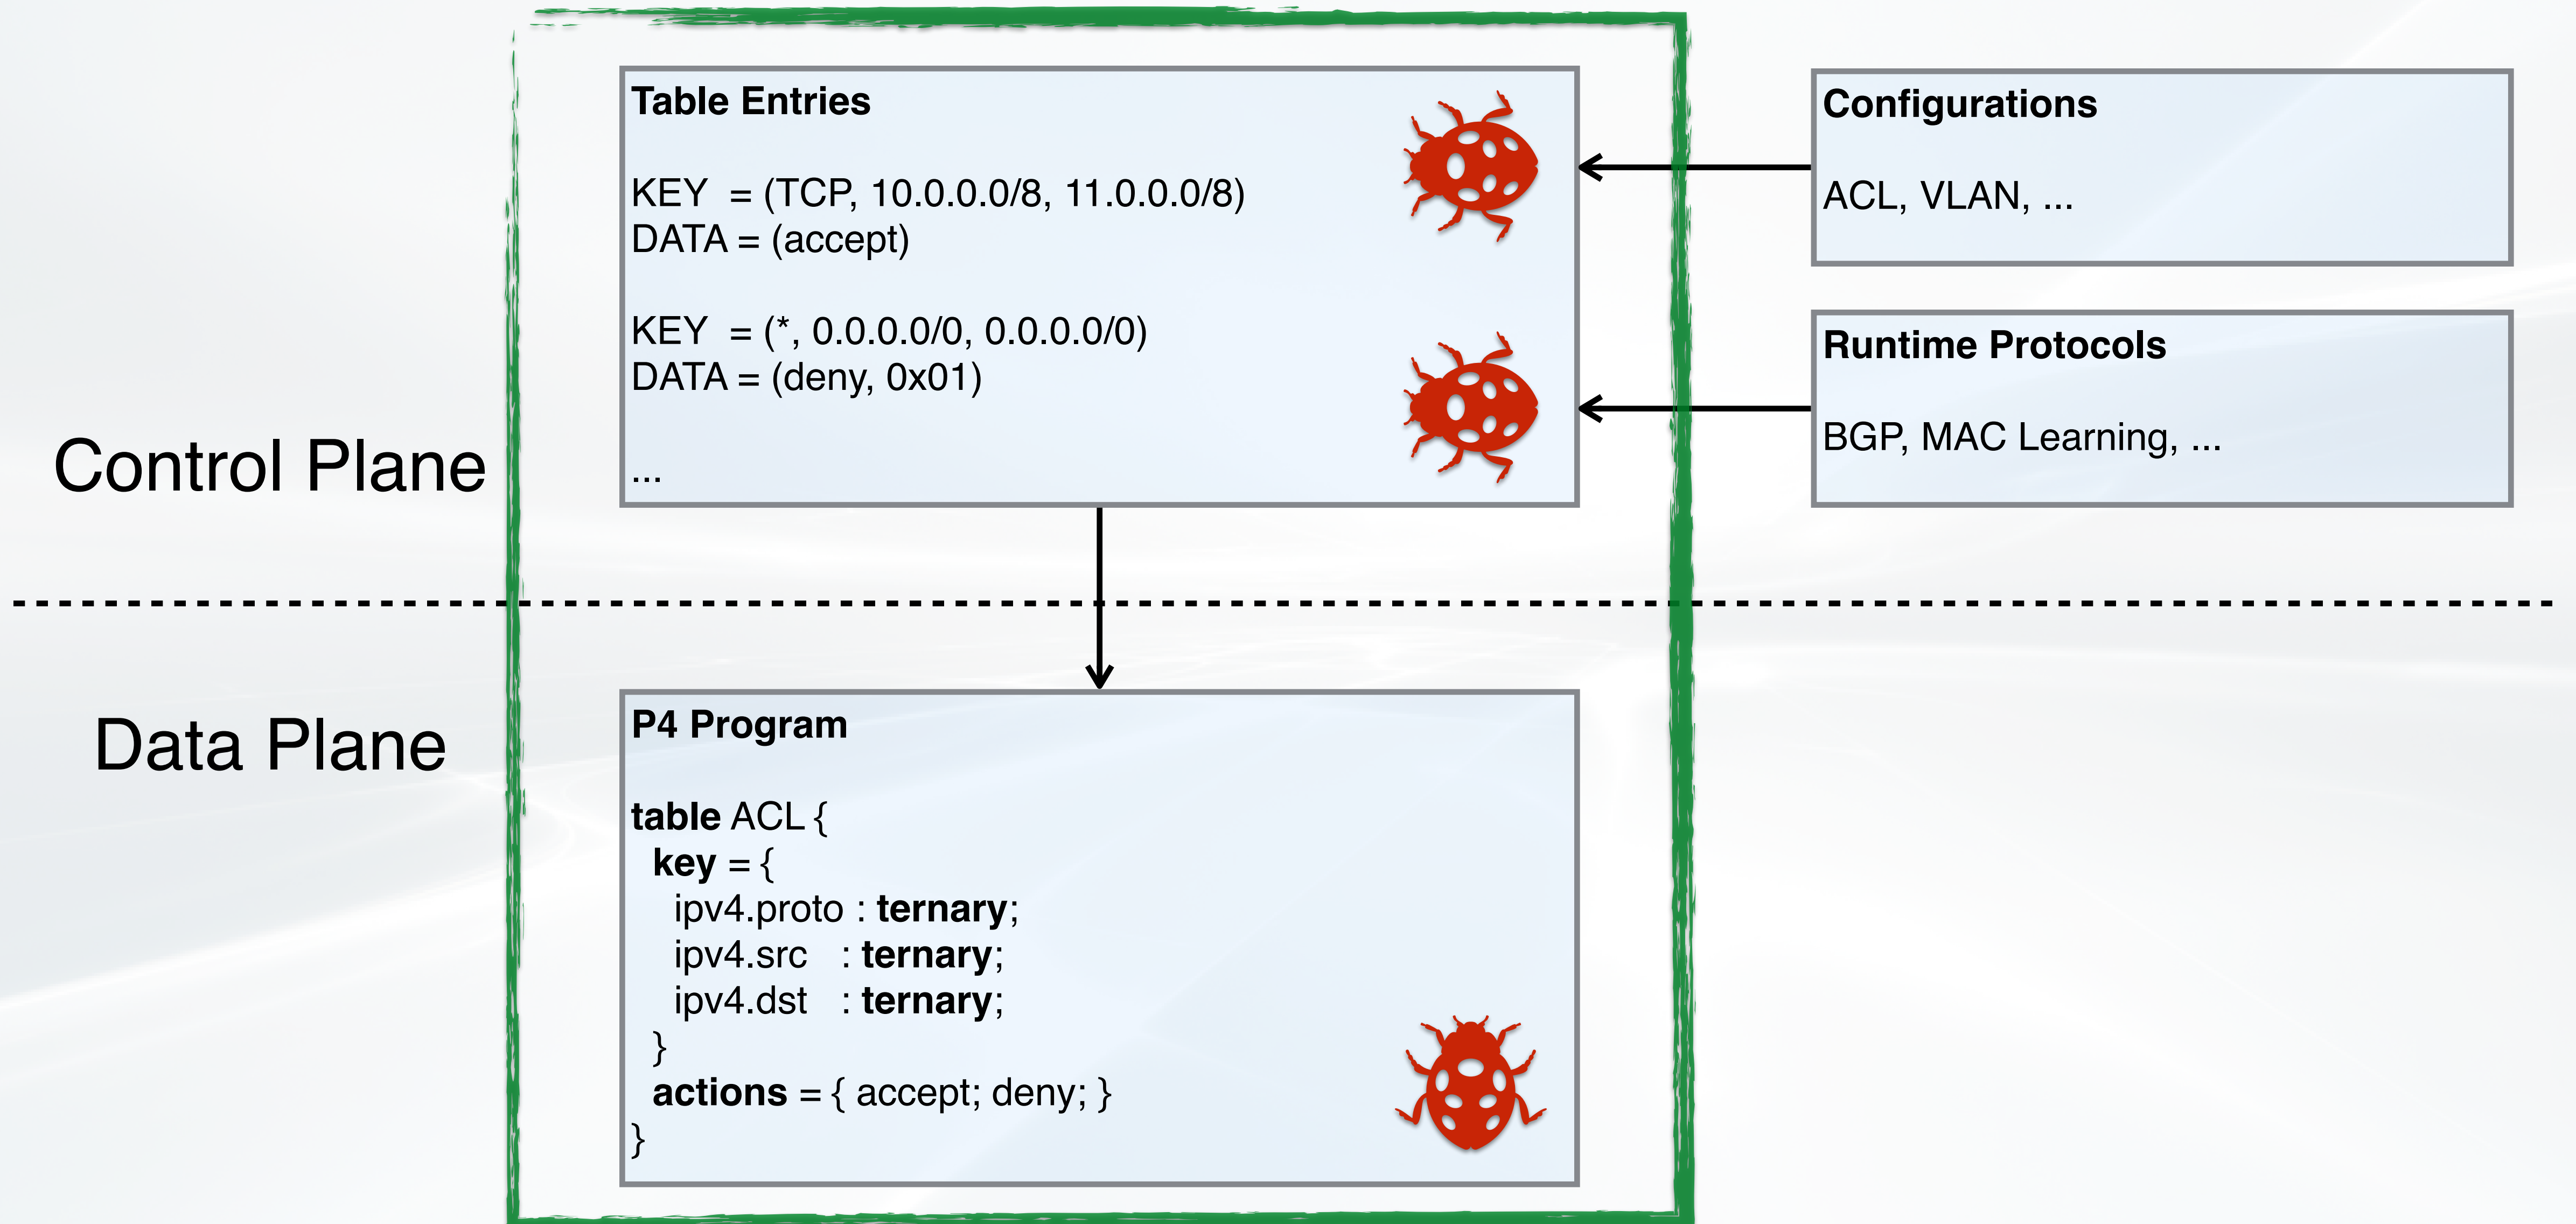 Table Entries
KEY = (TCP, 10.0.0.0/8, 11.0.0.0/8)
DATA = (accept)
KEY = (*, 0.0.0.0/0, 0.0.0.0/0)
DATA = (deny, 0x01)
...
Configurations
ACL, VLAN, ...
Runtime Protocols
BGP, MAC Learning, ...
Control Plane
Data Plane
P4 Program
table ACL {
key = {
ipv4.proto : ternary;
ipv4.src : ternary;
ipv4.dst : ternary;
}
actions = { accept; deny; }
}